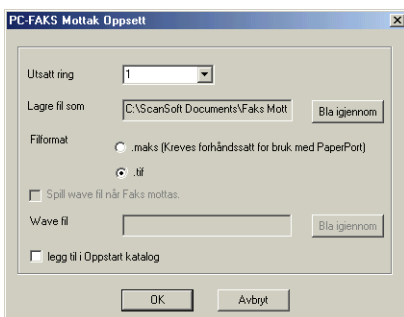 PC-FAKS Mottak Oppsett
Utsatt ring 1
Lagre fil som C:\ScanSoft Documents\Faks Mott Bla igjennom
Filformat
.maks (Kreves forhåndssatt for bruk med PaperPort)
.tif
Spill wave fil når Faks mottas.
Wave fil Bla igiennom
legg til i Oppstart katalog
OK Avbryt